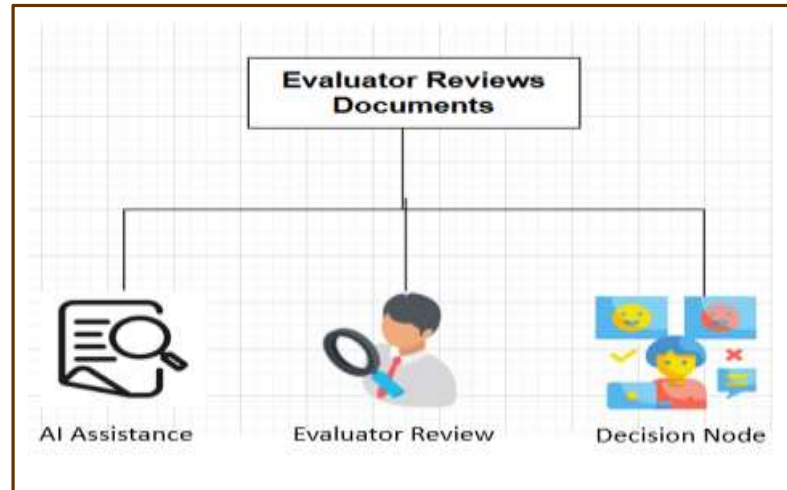 Evaluator Reviews
Documents
AI Assistance
Evaluator Review
Decision Node